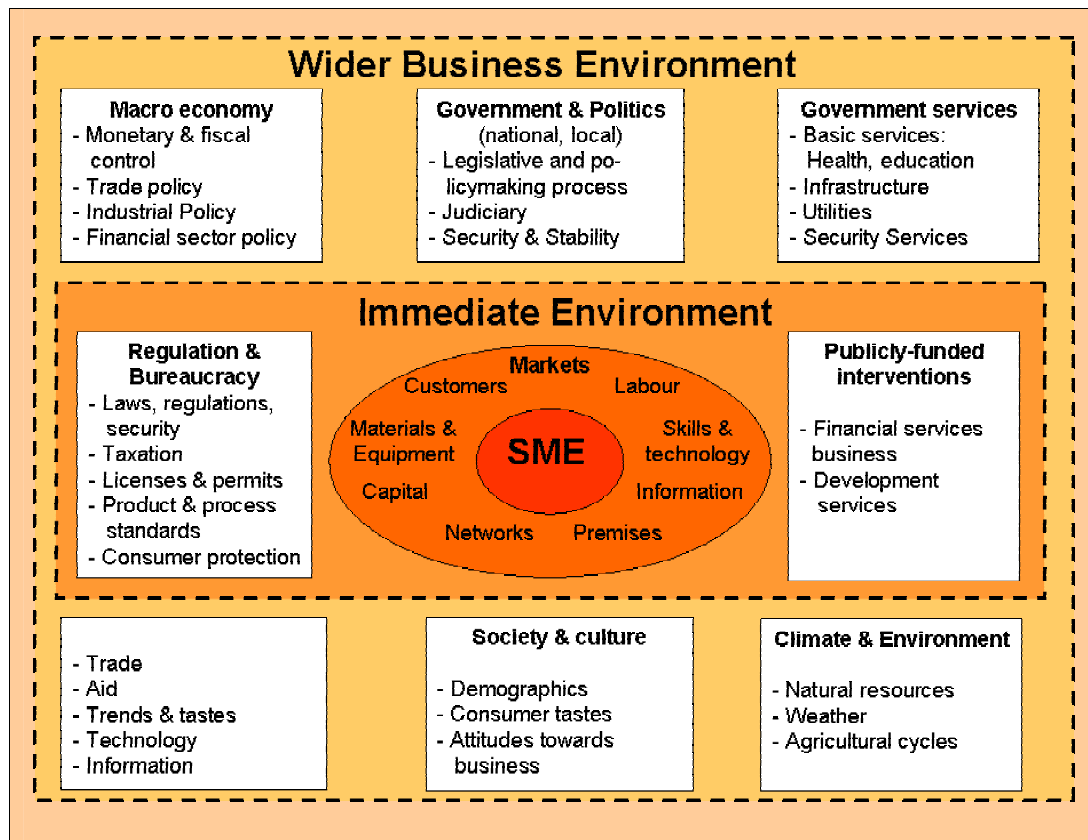 Wider Business Environment
Macro economy
- Monetary & fiscal
control
- Trade policy
- Industrial Policy
- Financial sector policy
Government & Politics
(national, local)
- Legislative and po-
licymaking process
- Judiciary
- Security & Stability
Government services
- Basic services:
Health, education
- Infrastructure
- Utilities
- Security Services
Immediate Environment
Regulation &
Bureaucracy
- Laws, regulations,
security
- Taxation
- Licenses & permits
- Product & process
standards
- Consumer protection
Markets
Customers
Labour
Materials &
Equipment
SME
Skills &
technology
Capital
Information
Networks
Premises
Publicly-funded
interventions
- Financial services
business
- Development
services
- Trade
- Aid
- Trends & tastes
- Technology
- Information
Society & culture
- Demographics
- Consumer tastes
- Attitudes towards
business
Climate & Environment
- Natural resources
- Weather
- Agricultural cycles